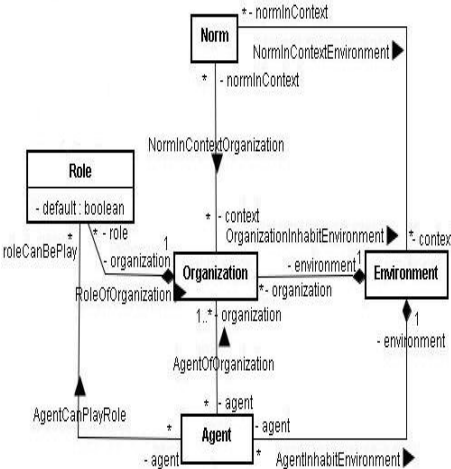 * - normInContext
Norm
NormInContextEnvironment
* - normInContext
NormInContextOrganization
Role
- default : boolean
* - role
* - context
*
roleCanBePlay
1
OrganizationInhabitEnvironment
* - contex
- organization
Organization
- environment
1
Environment
RoleOfOrganization
* - organization
1..* - organization
1
- environment
AgentOfOrganization
* - agent
AgentCanPlayRole
*
Agent
- agent
- agent
*
AgentInhabitEnvironment